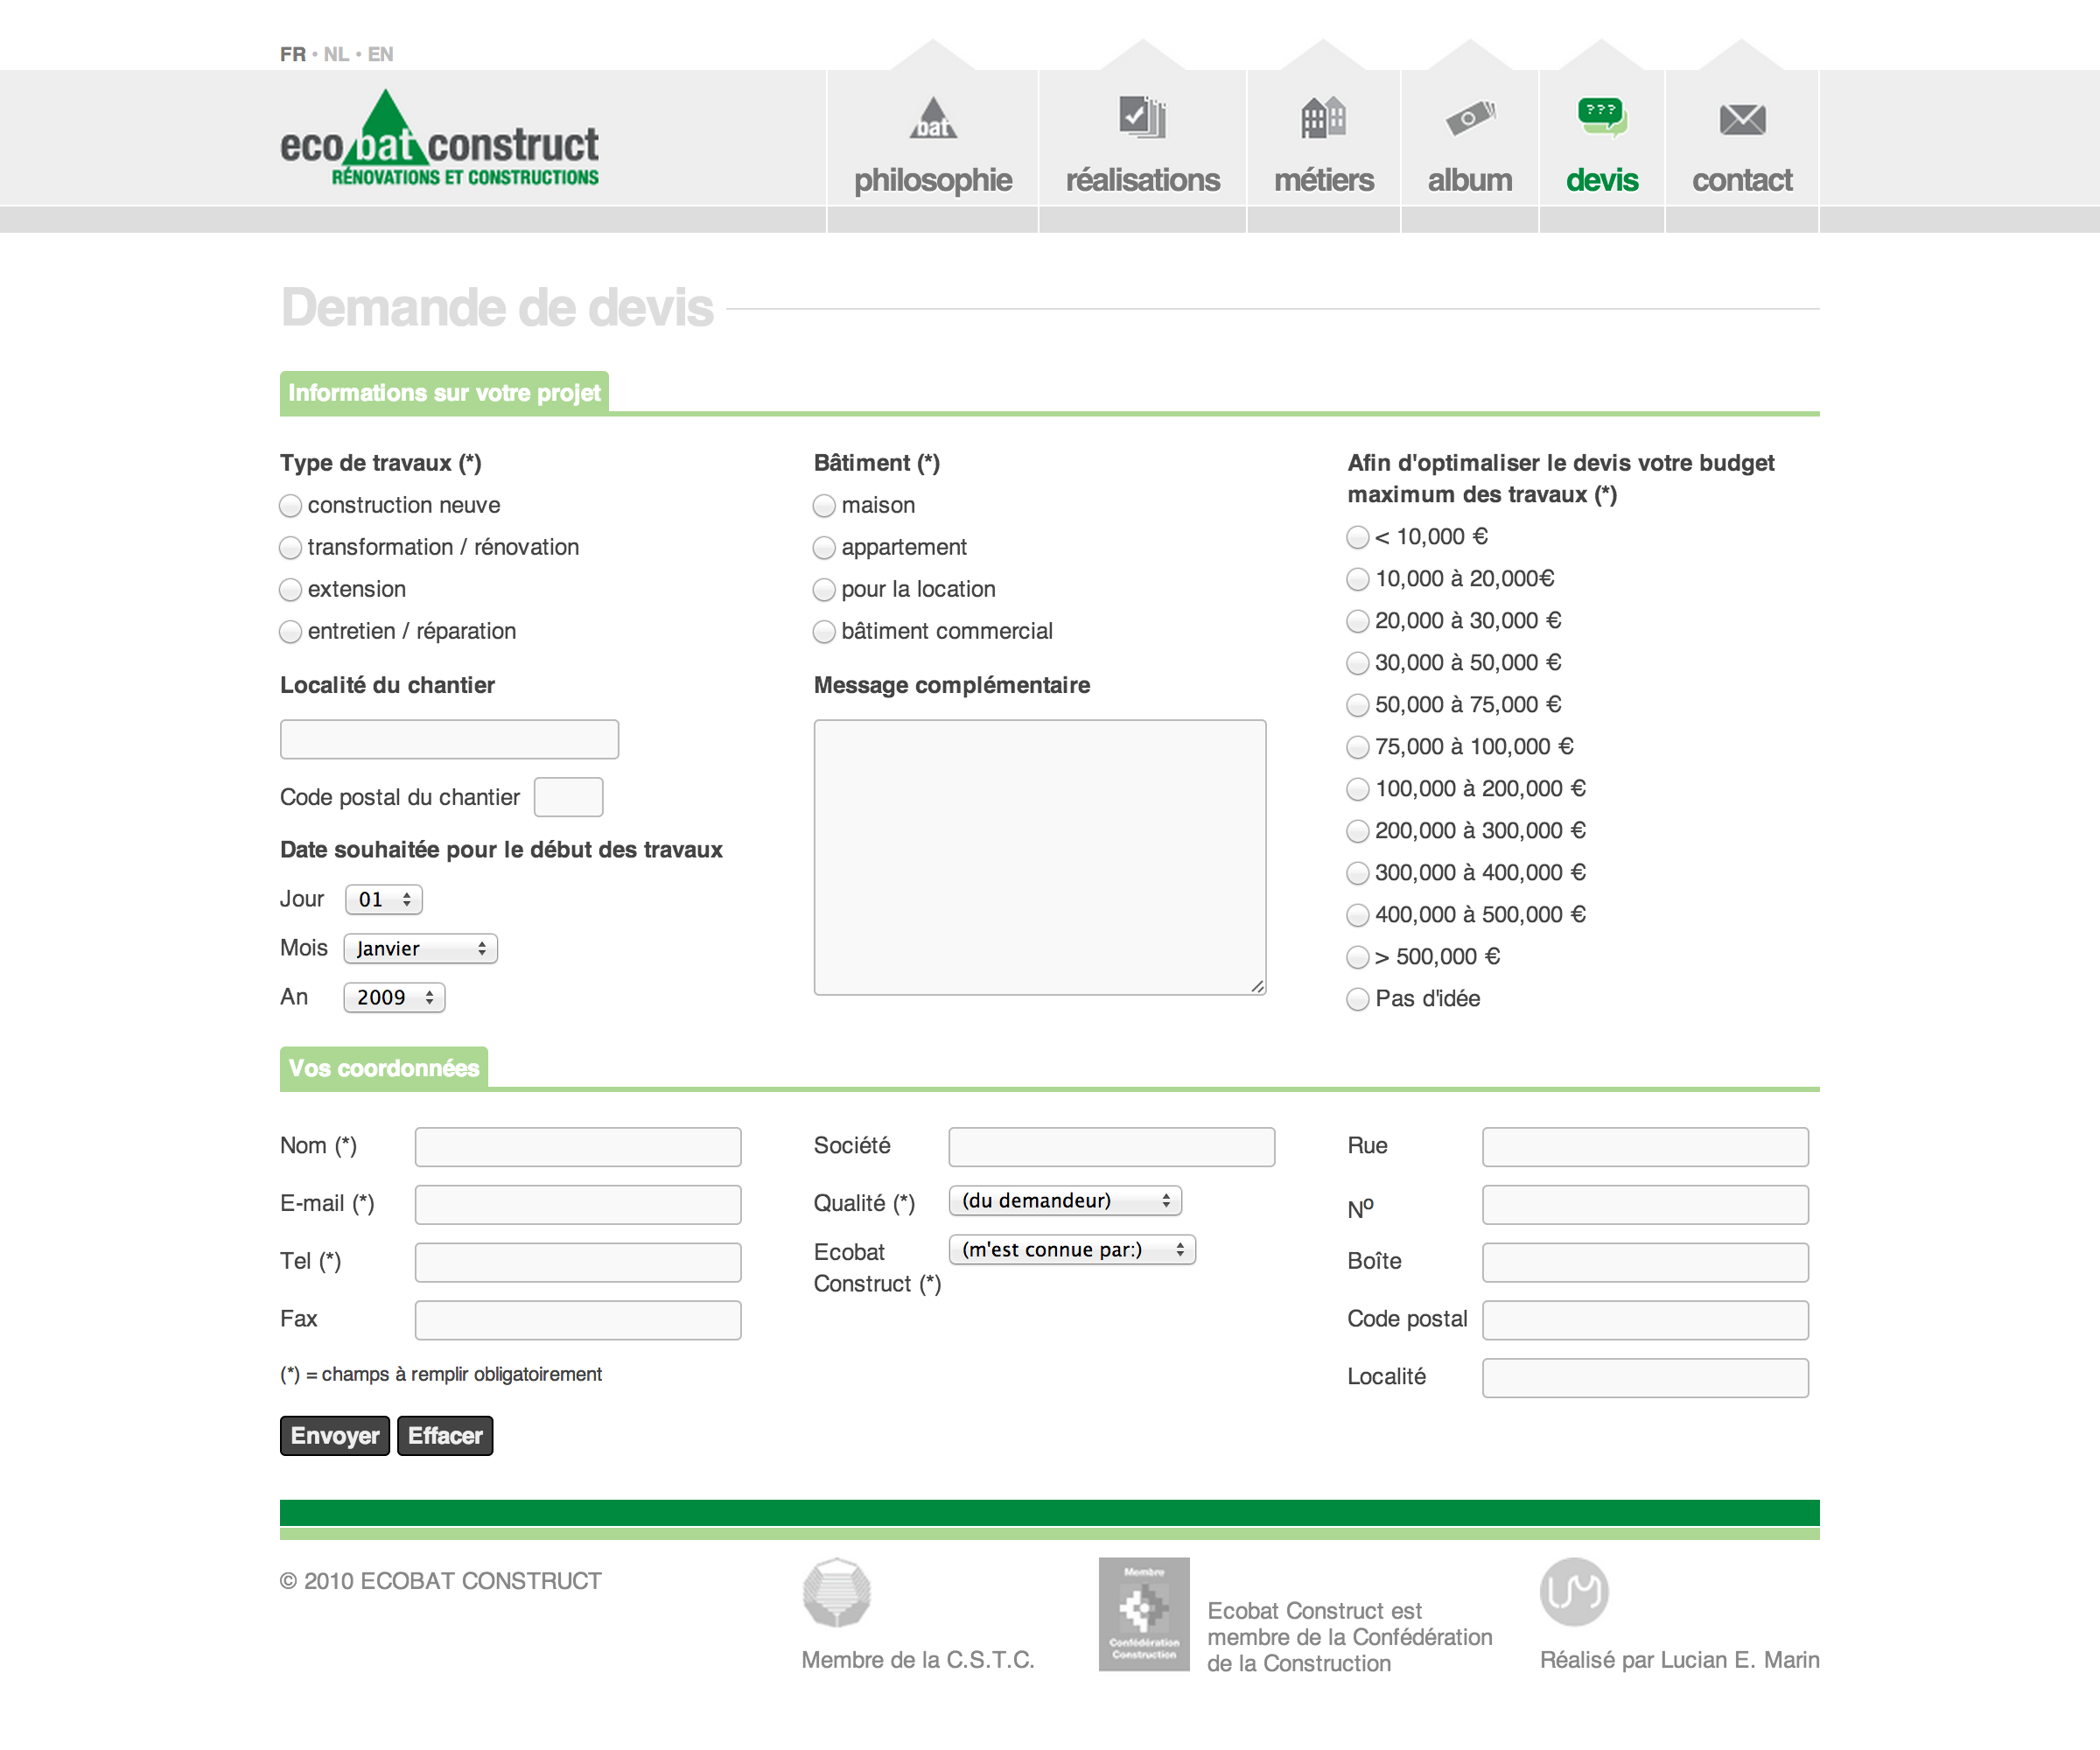 FR • NL • EN
eco bat construct
RÉNOVATIONS ET CONSTRUCTIONS
bat
philosophie
réalisations
métiers
album
???
devis
contact
Demande de devis
Informations sur votre projet
Type de travaux (*)
construction neuve
transformation / rénovation
extension
entretien / réparation
Localité du chantier
Code postal du chantier
Date souhaitée pour le début des travaux
Jour 01
Mois Janvier
An 2009
Bâtiment (*)
maison
appartement
pour la location
bâtiment commercial
Message complémentaire
Afin d'optimaliser le devis votre budget
maximum des travaux (*)
< 10,000 €
10,000 à 20,000€
20,000 à 30,000 €
30,000 à 50,000 €
50,000 à 75,000 €
75,000 à 100,000 €
100,000 à 200,000 €
200,000 à 300,000 €
300,000 à 400,000 €
400,000 à 500,000 €
> 500,000 €
Pas d'idée
Vos coordonnées
Nom (*)
E-mail (*)
Tel (*)
Fax
(*) = champs à remplir obligatoirement
Envoyer Effacer
Société
Qualité (*) (du demandeur)
Ecobat (m'est connue par:)
Construct (*)
Rue
Nº
Boîte
Code postal
Localité
© 2010 ECOBAT CONSTRUCT
Membre de la C.S.T.C.
Membre
Confédération
Construction
Ecobat Construct est
membre de la Confédération
de la Construction
Réalisé par Lucian E. Marin